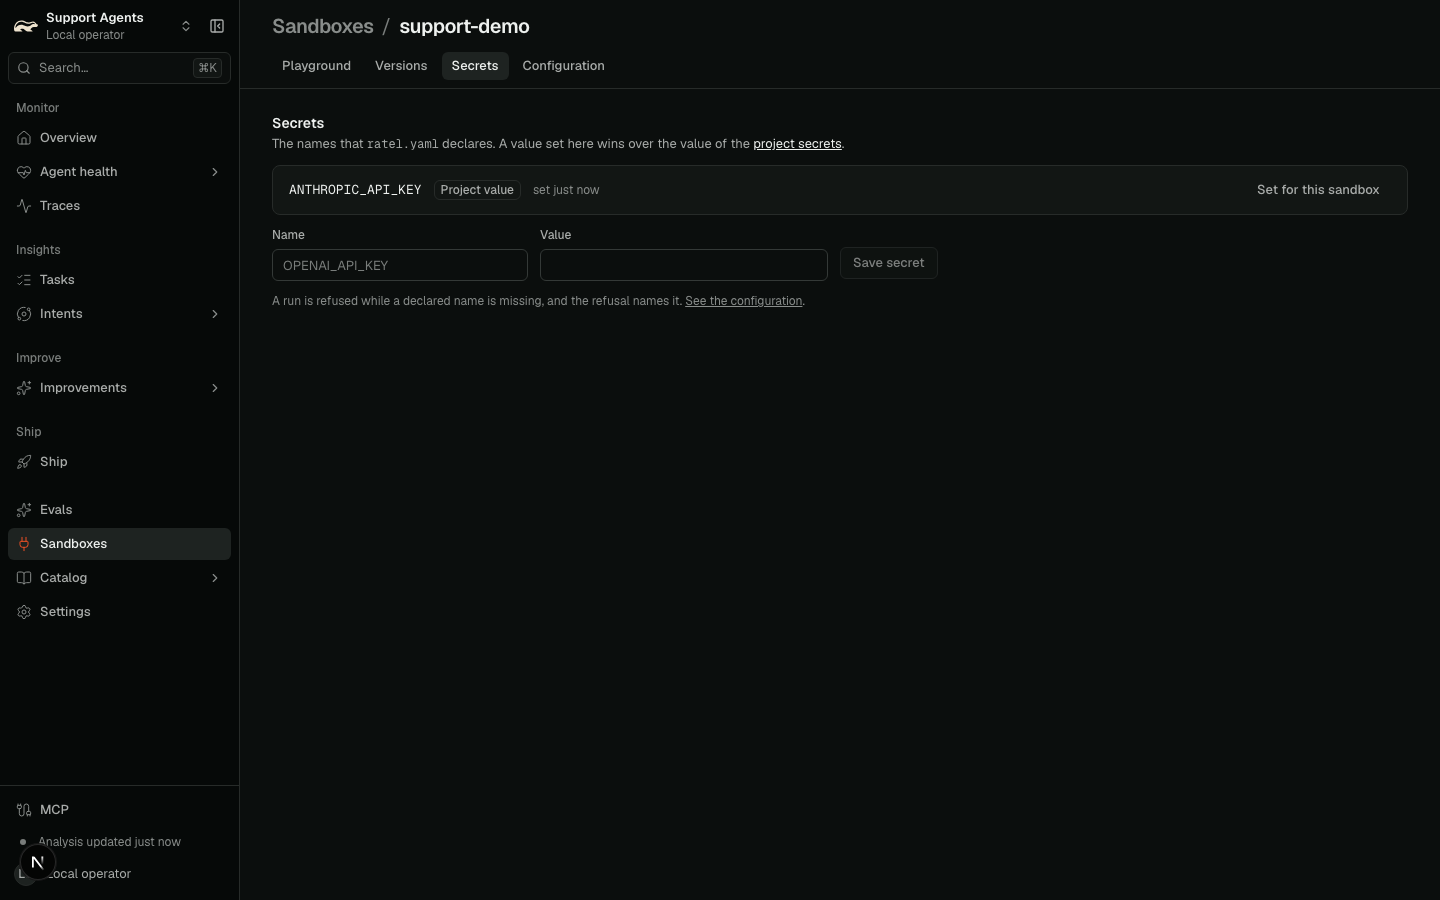 Support Agents
Local operator
Search...
⌘K
Monitor
Overview
Agent health
Traces
Insights
Tasks
Intents
Improve
Improvements
Ship
Ship
Evals
Sandboxes
Catalog
Settings
MCP
Analysis updated just now
N
Local operator
Sandboxes / support-demo
Playground Versions Secrets Configuration
Secrets
The names that ratel.yaml declares. A value set here wins over the value of the project secrets.
ANTHROPIC_API_KEY Project value set just now Set for this sandbox
Name Value
OPENAI_API_KEY Save secret
A run is refused while a declared name is missing, and the refusal names it. See the configuration.